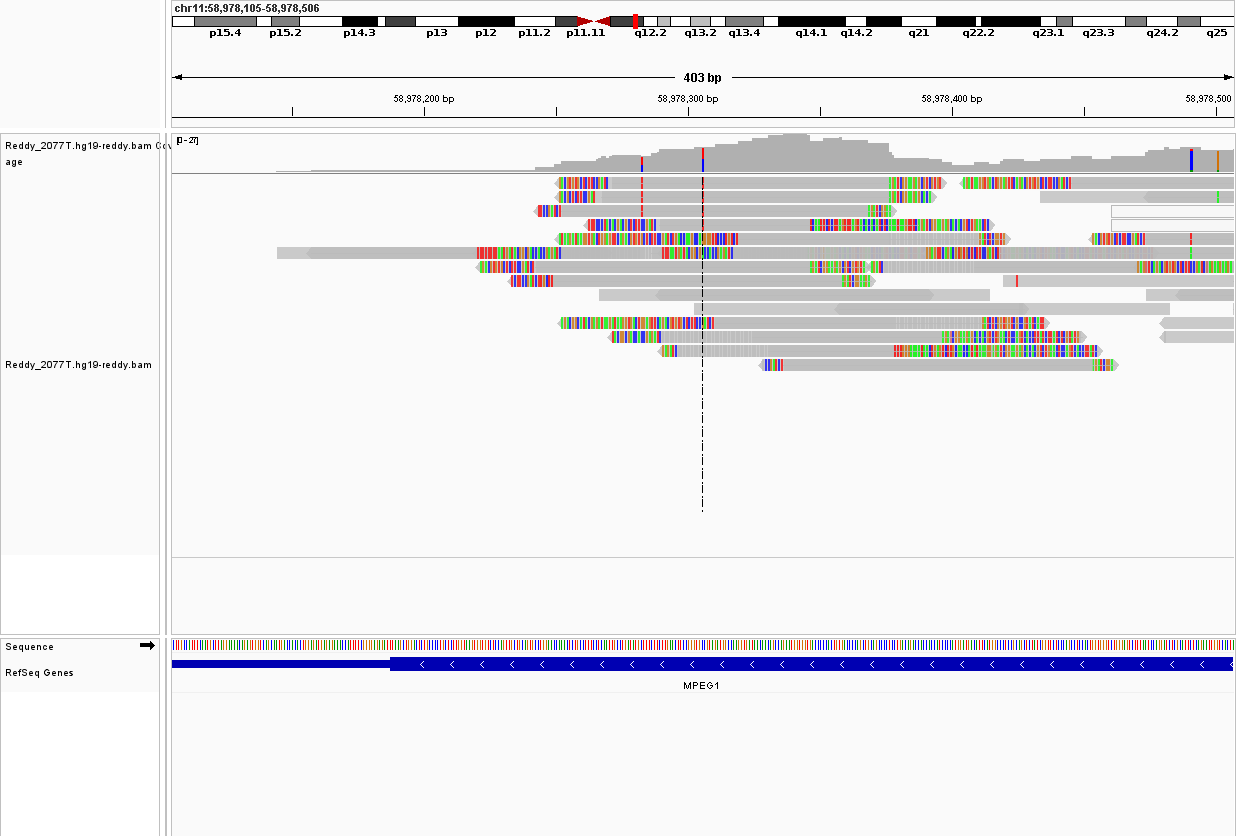 chr11:58,978,105-58,978,506
p15.4 p15.2 p14.3 p13 p12 p11.2 p11.11 q12.2 q13.2 q13.4 q14.1 q14.2 q21 q22.2 q23.1 q23.3 q24.2 q25
403 bp
58,978,200 bp 58,978,300 bp 58,978,400 bp 58,978,500
[0 - 27]
Reddy_2077T.hg19-reddy.bam Cov
age
Reddy_2077T.hg19-reddy.bam
Sequence
RefSeq Genes
MPEG1